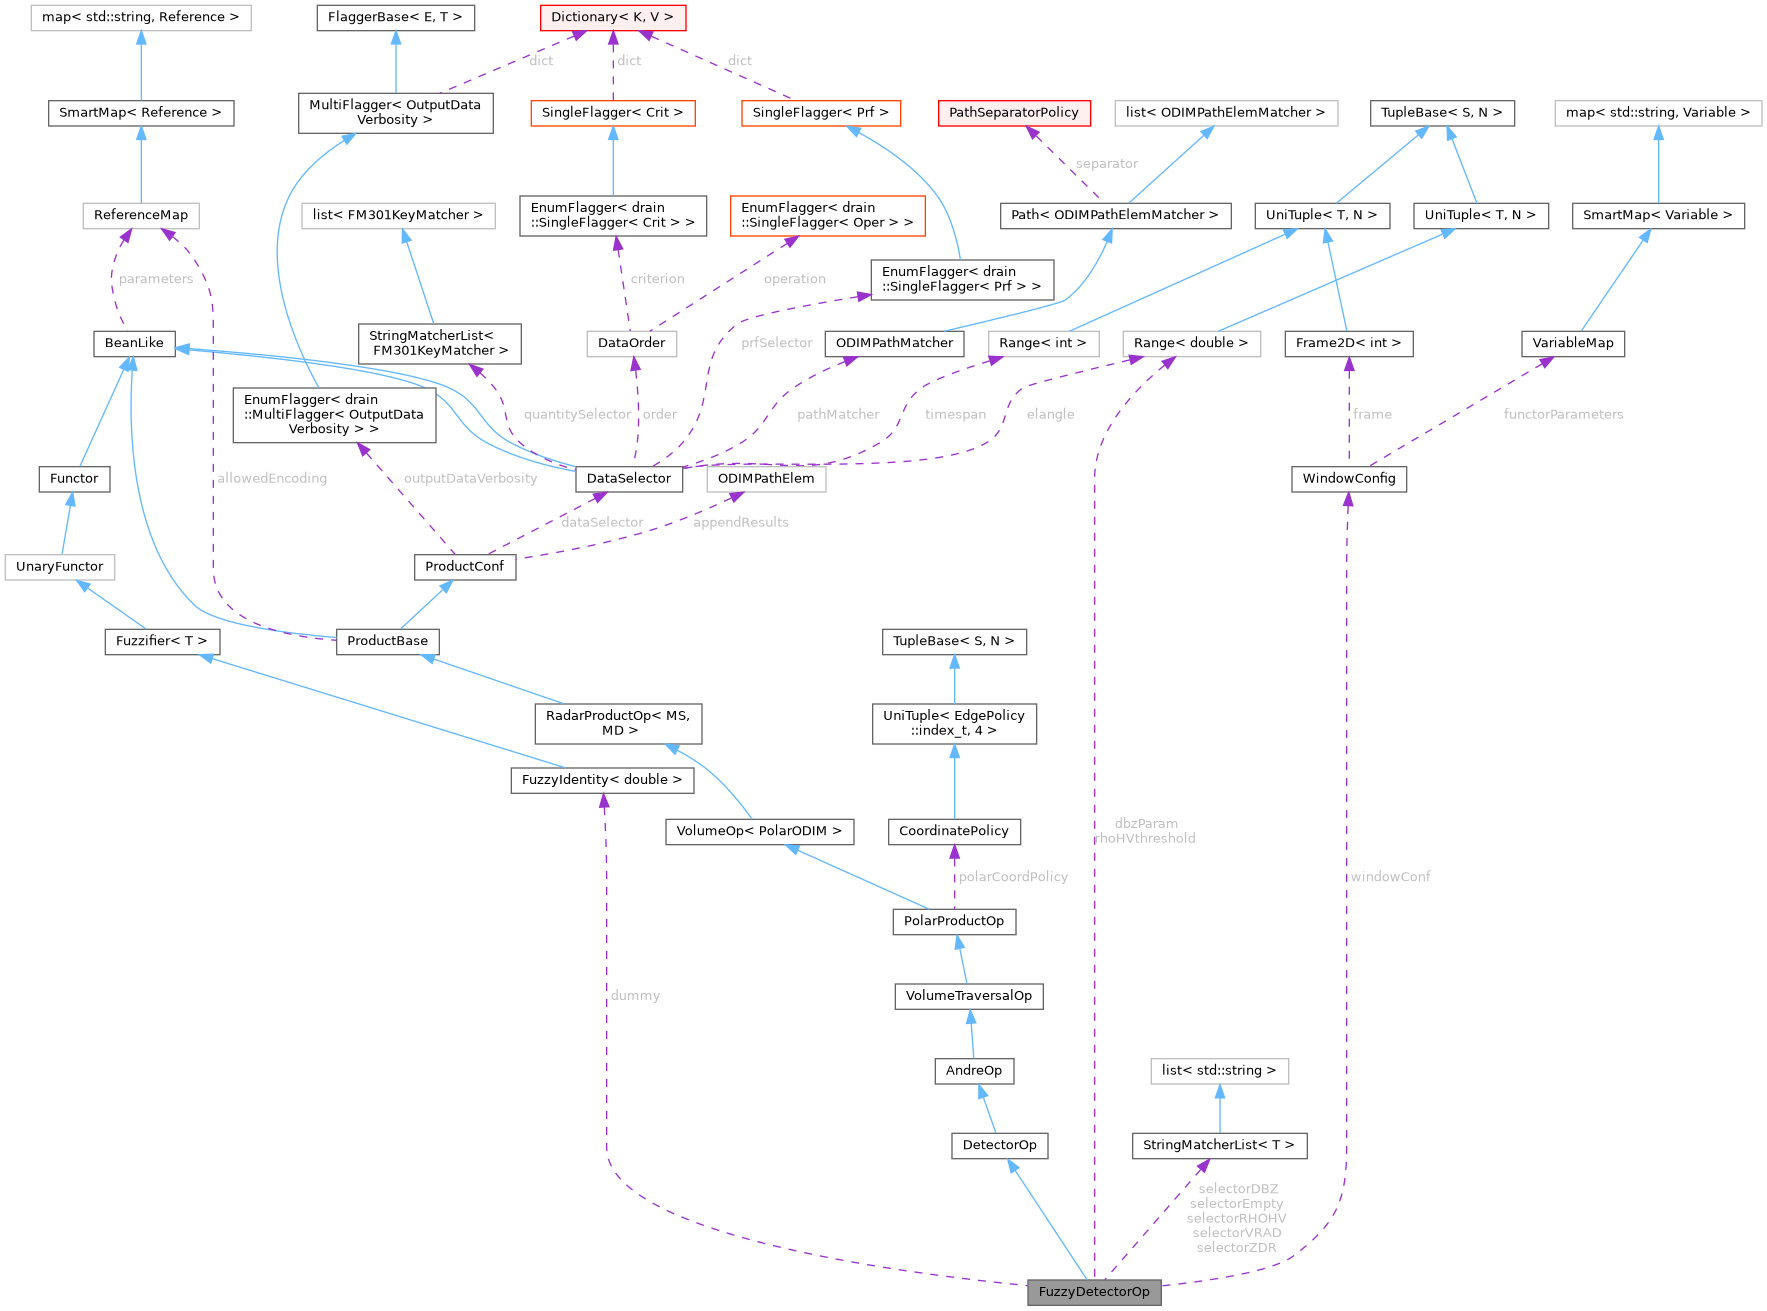 map< std::string, Reference >
FlaggerBase< E, T >
Dictionary< K, V >
dict
dict
dict
SmartMap< Reference >
MultiFlagger< OutputData
Verbosity >
SingleFlagger< Crit >
SingleFlagger< Prf >
PathSeparatorPolicy
list< ODIMPathElemMatcher >
TupleBase< S, N >
map< std::string, Variable >
separator
ReferenceMap
list< FM301KeyMatcher >
EnumFlagger< drain
::SingleFlagger< Crit > >
EnumFlagger< drain
::SingleFlagger< Oper > >
Path< ODIMPathElemMatcher >
UniTuple< T, N >
UniTuple< T, N >
SmartMap< Variable >
parameters
criterion
operation
EnumFlagger< drain
::SingleFlagger< Prf > >
BeanLike
StringMatcherList<
FM301KeyMatcher >
DataOrder
prfSelector
ODIMPathMatcher
Range< int >
Range< double >
Frame2D< int >
VariableMap
EnumFlagger< drain
::MultiFlagger< OutputData
Verbosity > >
quantitySelector
order
pathMatcher
timespan
elangle
frame
functorParameters
Functor
allowedEncoding
outputDataVerbosity
DataSelector
ODIMPathElem
WindowConfig
dataSelector
appendResults
UnaryFunctor
ProductConf
Fuzzifier< T >
ProductBase
TupleBase< S, N >
RadarProductOp< MS,
MD >
UniTuple< EdgePolicy
::index_t, 4 >
FuzzyIdentity< double >
VolumeOp< PolarODIM >
CoordinatePolicy
dbzParam
rhoHVthreshold
polarCoordPolicy
windowConf
PolarProductOp
dummy
VolumeTraversalOp
AndreOp
list< std::string >
DetectorOp
StringMatcherList< T >
selectorDBZ
selectorEmpty
selectorRHOHV
selectorVRAD
selectorZDR
FuzzyDetectorOp